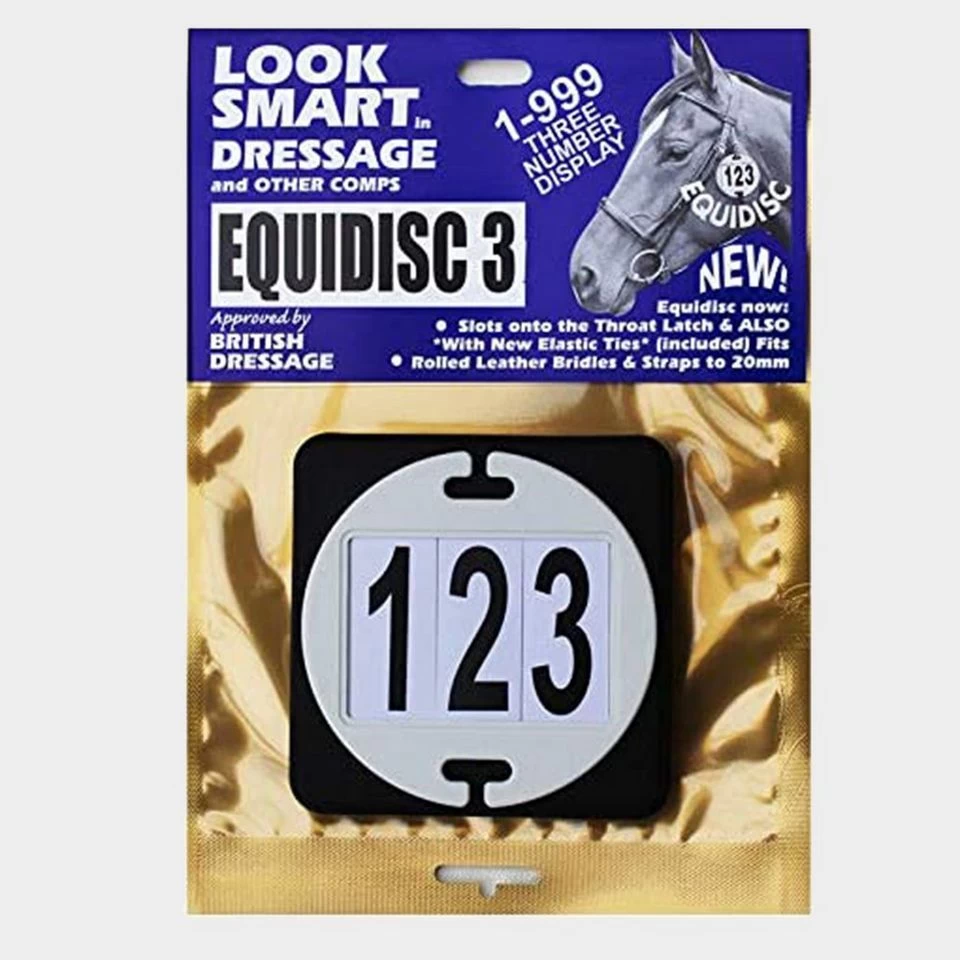 LOOK
SMART in
DRESSAGE
and OTHER COMPS
EQUIDISC 3
Approved by
BRITISH
DRESSAGE
1-999
THREE
NUMBER
DISPLAY
123
EQUIDISC
NEW!
Equidisc now:
• Slots onto the Throat Latch & ALSO
*With New Elastic Ties* (included) Fits
• Rolled Leather Bridles & Straps to 20mm
123